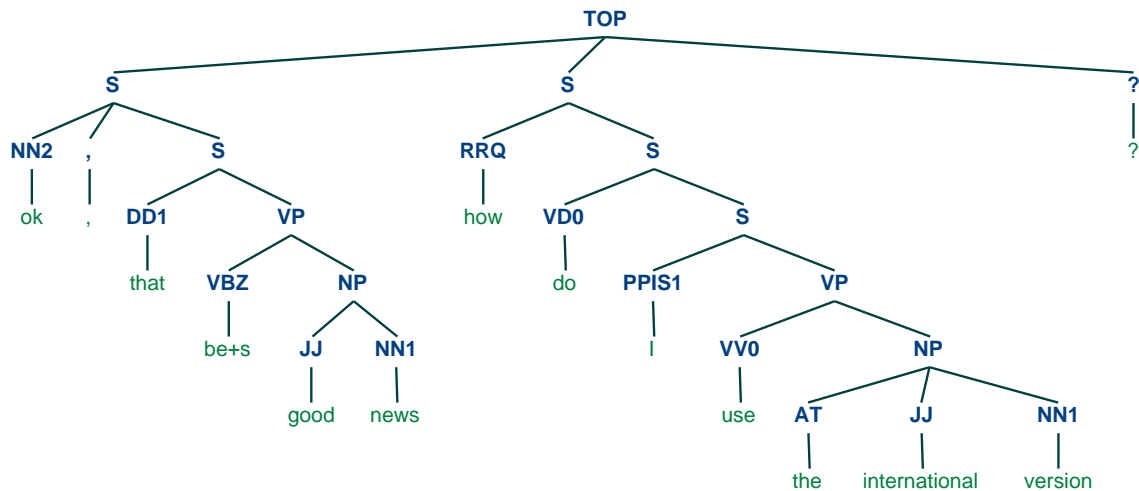 TOP
S S ?
NN2 , S RRQ S ?
ok , DD1 VP how VD0 S
that VBZ NP do PPIS1 VP
be+s JJ NN1 I VV0 NP
good news use AT JJ NN1
the international version